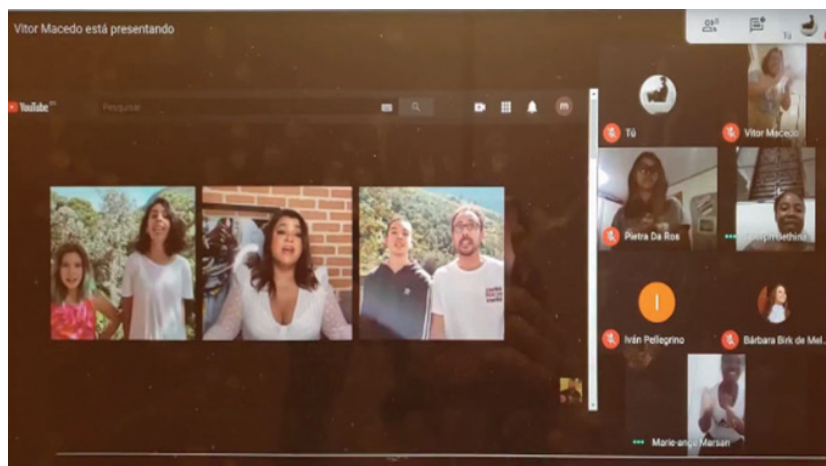 Vitor Macedo está presentando
Tú
YouTube
Pesquisar
m
Tú
Vitor Macedo
Pietra Da Ros
I
Iván Pellegrino
Bárbara Birk de Mel...
Marie-ange Marsan